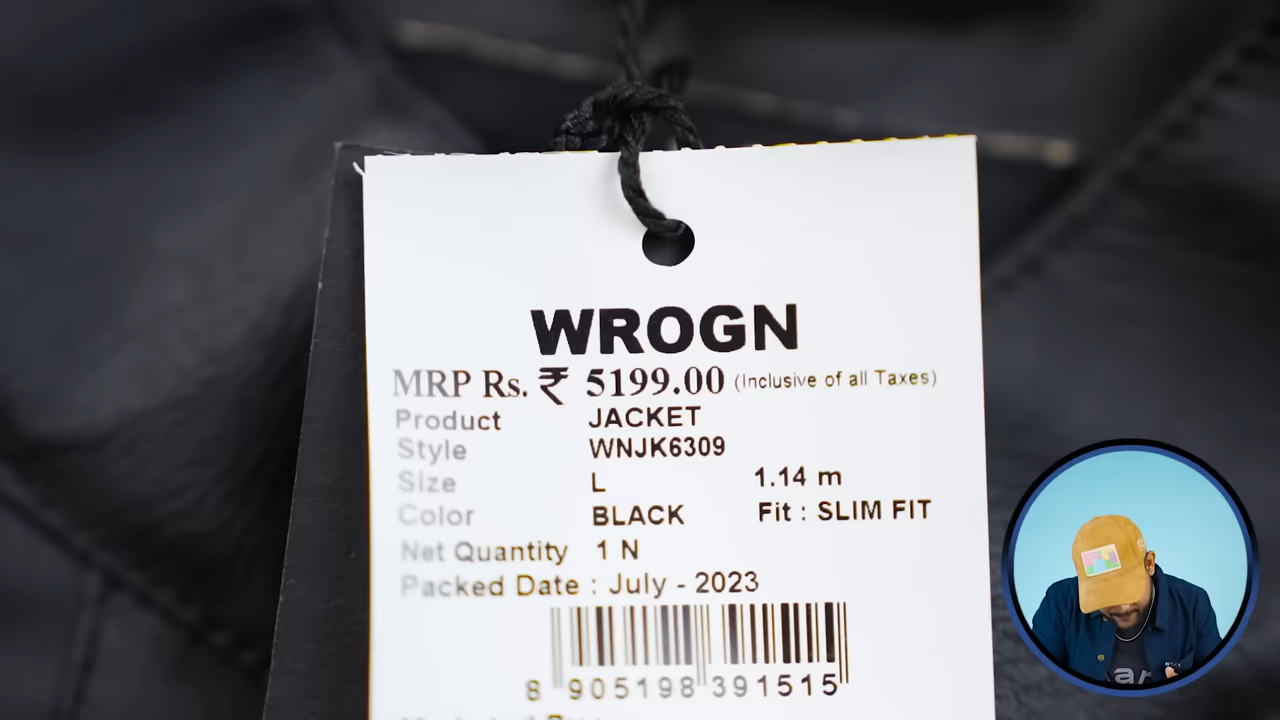 WROGN
MRP Rs. ₹ 5199.00 (Inclusive of all Taxes)
Product JACKET
Style WNJK6309
Size L 1.14 m
Color BLACK Fit : SLIM FIT
Net Quantity 1 N
Packed Date : July - 2023
8 905198 391515